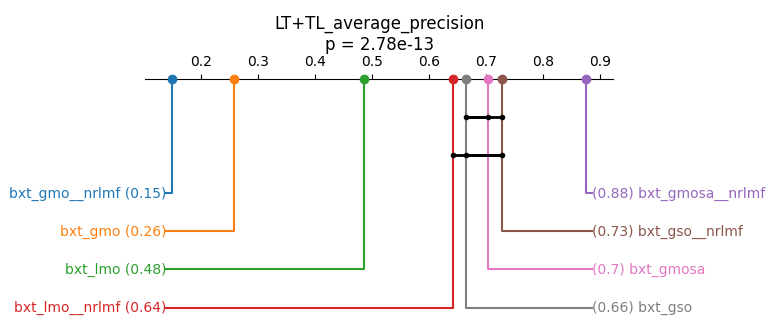 LT+TL_average_precision
p = 2.78e-13
0.2 0.3 0.4 0.5 0.6 0.7 0.8 0.9
bxt_gmo__nrlmf (0.15) (0.88) bxt_gmosa__nrlmf
bxt_gmo (0.26) (0.73) bxt_gso__nrlmf
bxt_lmo (0.48) (0.7) bxt_gmosa
bxt_lmo__nrlmf (0.64) (0.66) bxt_gso